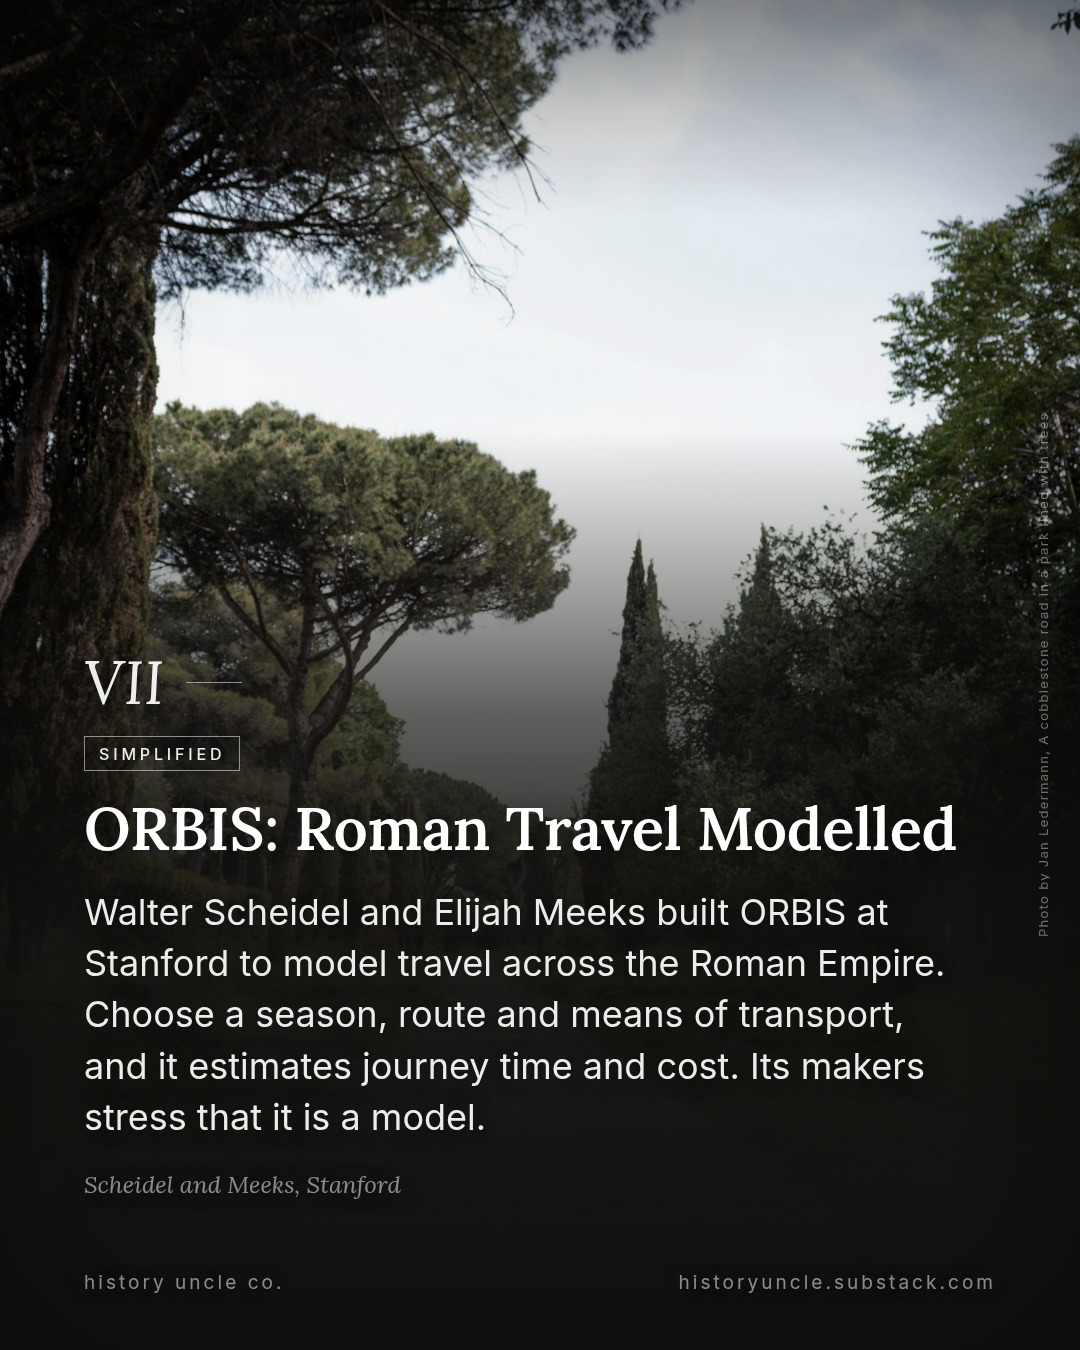 VII
SIMPLIFIED
ORBIS: Roman Travel Modelled
Walter Scheidel and Elijah Meeks built ORBIS at
Stanford to model travel across the Roman Empire.
Choose a season, route and means of transport,
and it estimates journey time and cost. Its makers
stress that it is a model.
Scheidel and Meeks, Stanford
history uncle co.
historyuncle.substack.com
Photo by Jan Ledermann, A cobblestone road in a park lined with trees